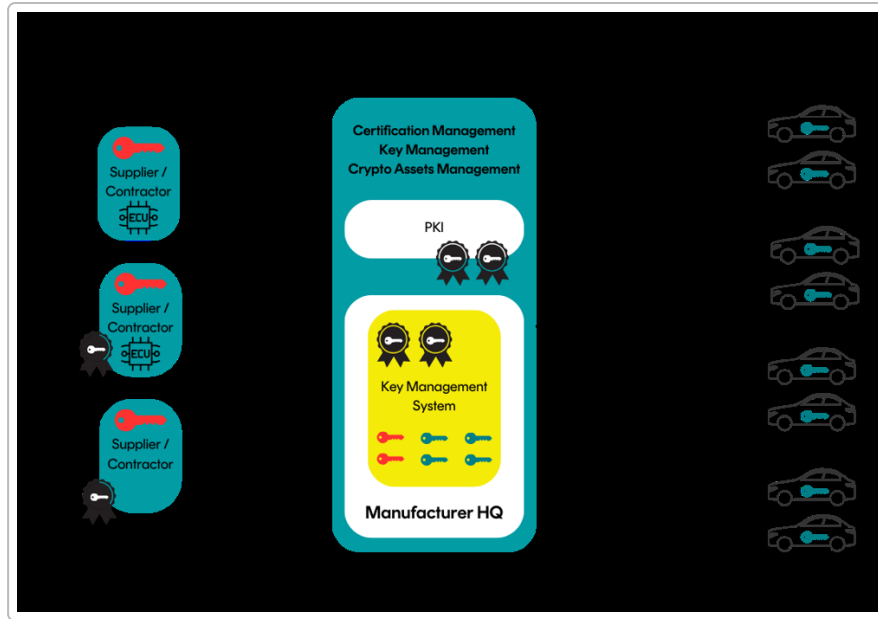 Certification Management
Key Management
Crypto Assets Management
PKI
Key Management
System
Manufacturer HQ
Supplier /
Contractor
ECU
Supplier /
Contractor
ECU
Supplier /
Contractor